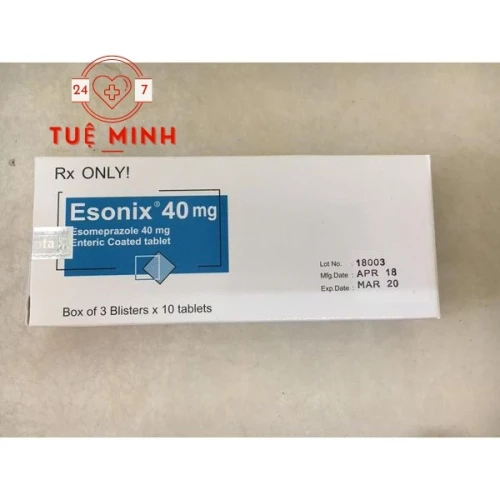 24 7
TUỆ MINH
Rx ONLY!
Esonix® 40 mg
Esomeprazole 40 mg
Enteric Coated tablet
Box of 3 Blisters x 10 tablets
Lot No. : 18003
Mfg.Date : APR 18
Exp.Date : MAR 20